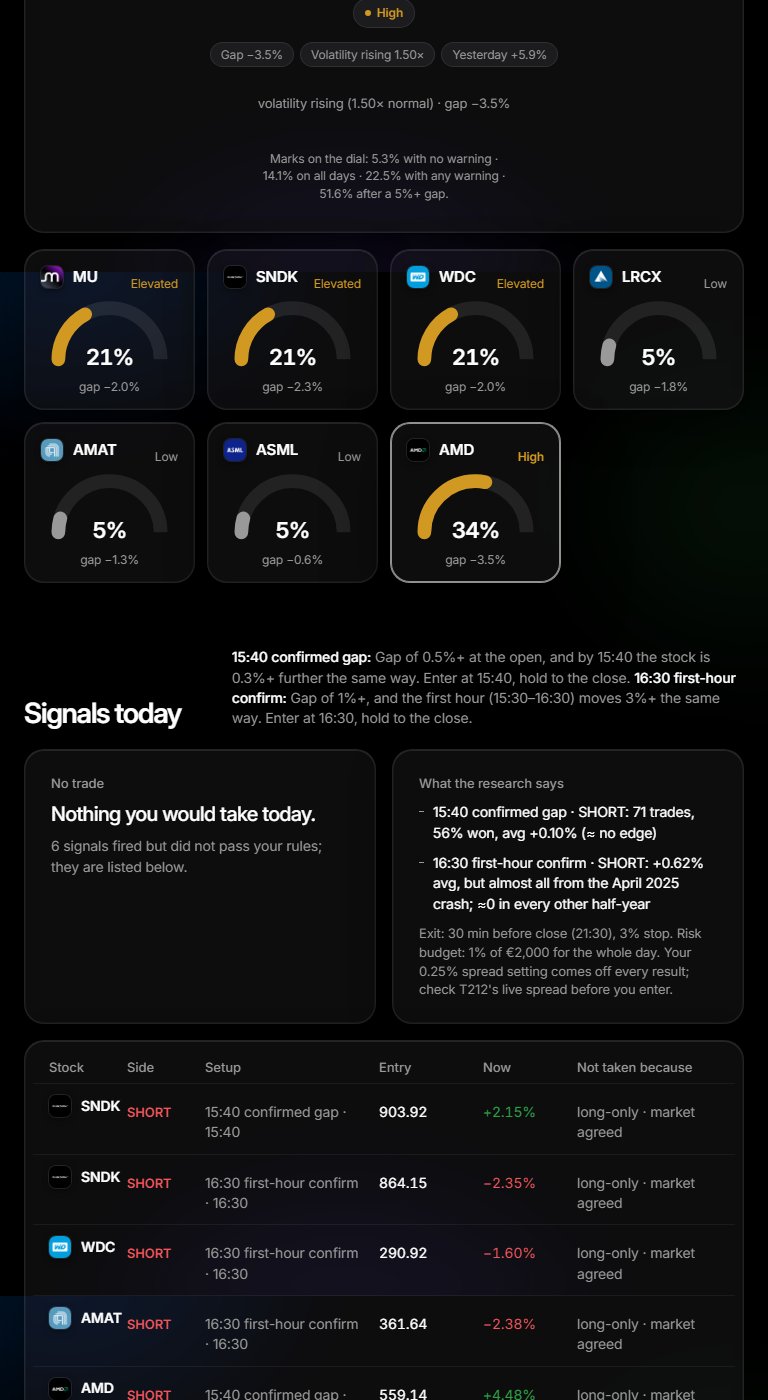 High
Gap −3.5%
Volatility rising 1.50×
Yesterday +5.9%
volatility rising (1.50× normal) · gap −3.5%
Marks on the dial: 5.3% with no warning ·
14.1% on all days · 22.5% with any warning ·
51.6% after a 5%+ gap.
MU
Elevated
21%
gap −2.0%
SNDK
Elevated
21%
gap −2.3%
WDC
Elevated
21%
gap −2.0%
LRCX
Low
5%
gap −1.8%
AMAT
Low
5%
gap −1.3%
ASML
ASML
Low
5%
gap −0.6%
AMD
AMD
High
34%
gap −3.5%
Signals today
15:40 confirmed gap: Gap of 0.5%+ at the open, and by 15:40 the stock is
0.3%+ further the same way. Enter at 15:40, hold to the close. 16:30 first-hour
confirm: Gap of 1%+, and the first hour (15:30–16:30) moves 3%+ the same
way. Enter at 16:30, hold to the close.
No trade
Nothing you would take today.
6 signals fired but did not pass your rules;
they are listed below.
What the research says
– 15:40 confirmed gap · SHORT: 71 trades,
56% won, avg +0.10% (≈ no edge)
– 16:30 first-hour confirm · SHORT: +0.62%
avg, but almost all from the April 2025
crash; ≈0 in every other half-year
Exit: 30 min before close (21:30), 3% stop. Risk
budget: 1% of €2,000 for the whole day. Your
0.25% spread setting comes off every result;
check T212's live spread before you enter.
Stock Side Setup Entry Now Not taken because
SNDK SHORT 15:40 confirmed gap · 903.92 +2.15% long-only · market
15:40 agreed
SNDK SHORT 16:30 first-hour confirm 864.15 −2.35% long-only · market
· 16:30 agreed
WDC SHORT 16:30 first-hour confirm 290.92 −1.60% long-only · market
· 16:30 agreed
AMAT SHORT 16:30 first-hour confirm 361.64 −2.38% long-only · market
· 16:30 agreed
AMD SHORT 15:40 confirmed gap · 559.14 +4.48% long-only · market